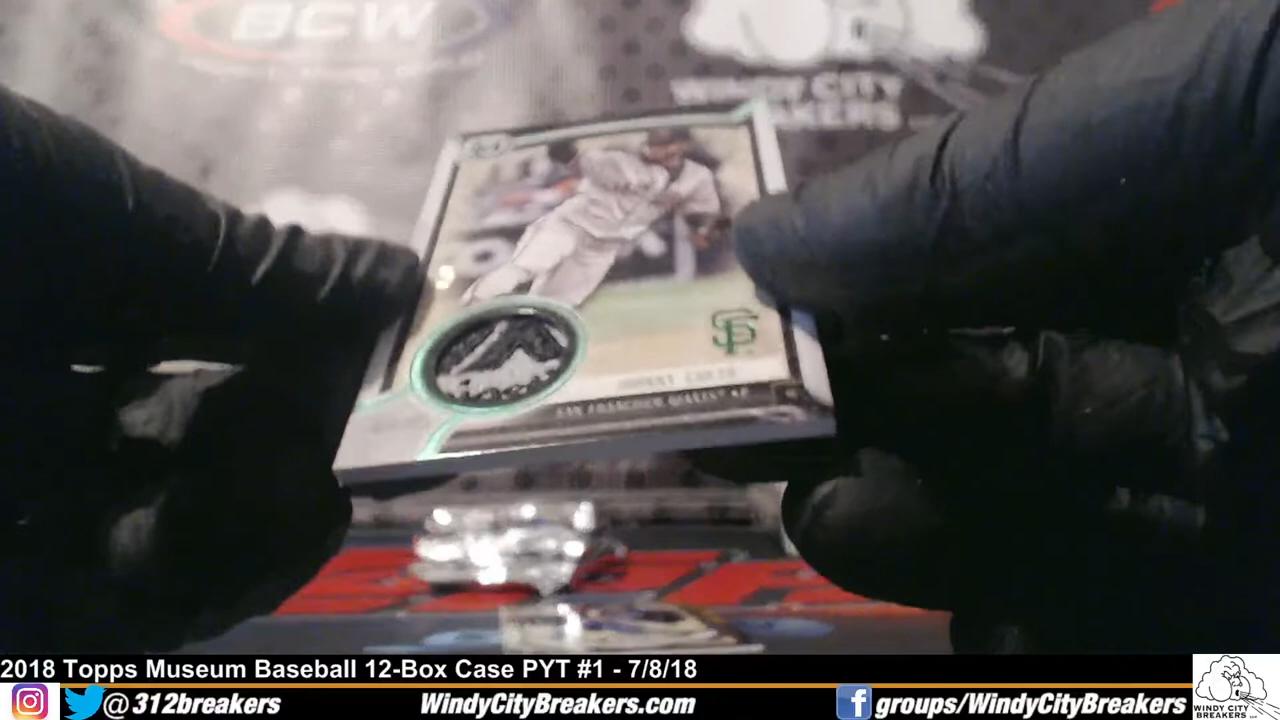 BCW
WINDY CITY
BREAKERS
SF
SAN FRANCISCO GIANTS®
2018 Topps Museum Baseball 12-Box Case PYT #1 - 7/8/18
@312breakers
WindyCityBreakers.com
groups/WindyCityBreakers
WINDY CITY
BREAKERS